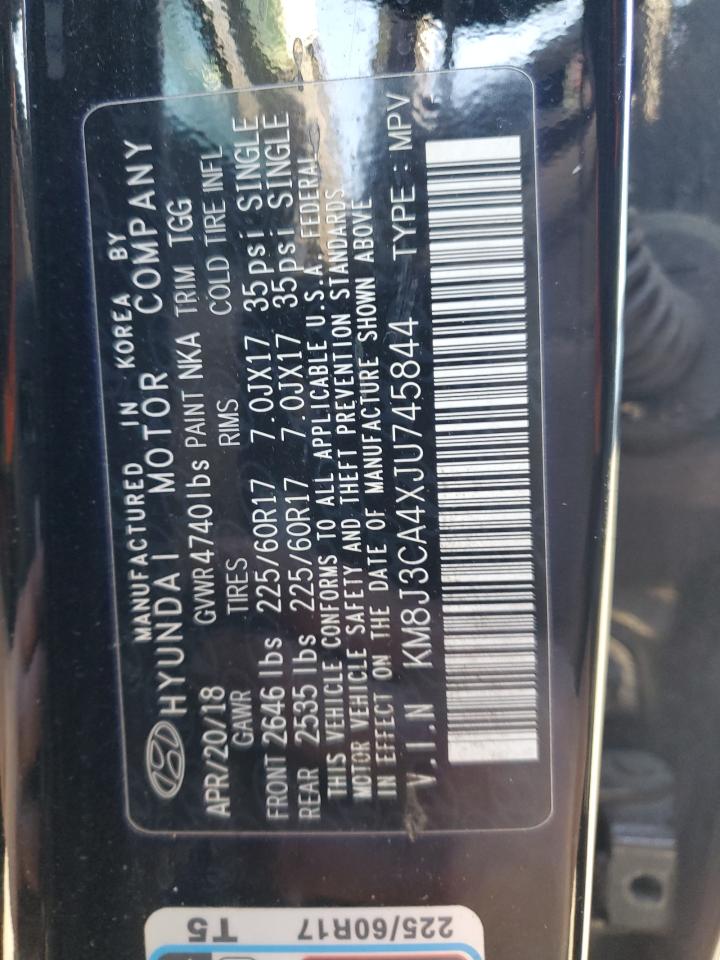 MANUFACTURED IN KOREA BY
HYUNDAI MOTOR COMPANY
APR/20/18 GVWR 4740lbs PAINT NKA TRIM TGG
GAWR TIRES RIMS COLD TIRE INFL
FRONT 2646 lbs 225/60R17 7.0JX17 35psi SINGLE
REAR 2535 lbs 225/60R17 7.0JX17 35psi SINGLE
THIS VEHICLE CONFORMS TO ALL APPLICABLE U.S.A. FEDERAL
MOTOR VEHICLE SAFETY AND THEFT PREVENTION STANDARDS
IN EFFECT ON THE DATE OF MANUFACTURE SHOWN ABOVE
V.I.N KM8J3CA4XJU745844 TYPE : MPV
225/60R17 T5